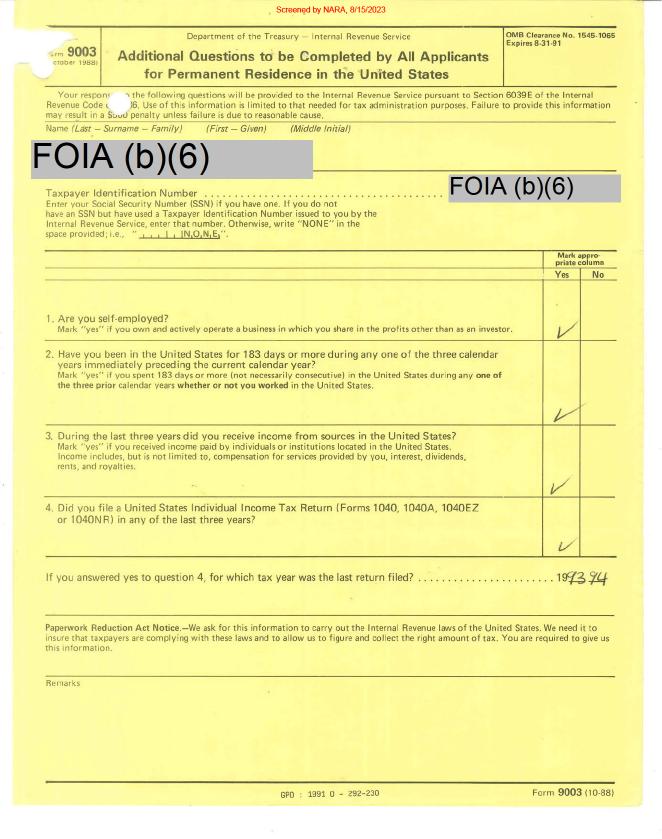 Screened by NARA, 8/15/2023
Department of the Treasury — Internal Revenue Service
OMB Clearance No. 1545-1065
Expires 8-31-91
9003
1988)
Additional Questions to be Completed by All Applicants
for Permanent Residence in the United States
Your the following questions will be provided to the Internal Revenue Service pursuant to Section 6039E of the Internal
Revenue Code Use of this information is limited to that needed for tax administration purposes. Failure to provide this information
may result in a penalty unless failure is due to reasonable cause.
Name (Last — Surname — Family) (First — Given) (Middle Initial)
FOIA (b)(6)
FOIA (b)(6)
Taxpayer Identification Number ....................................
Enter your Social Security Number (SSN) if you have one. If you do not
have an SSN but have used a Taxpayer Identification Number issued to you by the
Internal Revenue Service, enter that number. Otherwise, write "NONE" in the
space provided; i.e., " , , , | , |N,O,N,E,".
Mark appro-
priate column
Yes No
1. Are you self-employed?
Mark "yes" if you own and actively operate a business in which you share in the profits other than as an investor.
✓
2. Have you been in the United States for 183 days or more during any one of the three calendar
years immediately preceding the current calendar year?
Mark "yes" if you spent 183 days or more (not necessarily consecutive) in the United States during any one of
the three prior calendar years whether or not you worked in the United States.
✓
3. During the last three years did you receive income from sources in the United States?
Mark "yes" if you received income paid by individuals or institutions located in the United States.
Income includes, but is not limited to, compensation for services provided by you, interest, dividends,
rents, and royalties.
✓
4. Did you file a United States Individual Income Tax Return (Forms 1040, 1040A, 1040EZ
or 1040NR) in any of the last three years?
✓
If you answered yes to question 4, for which tax year was the last return filed? ....................... 1993 94
Paperwork Reduction Act Notice.—We ask for this information to carry out the Internal Revenue laws of the United States. We need it to
insure that taxpayers are complying with these laws and to allow us to figure and collect the right amount of tax. You are required to give us
this information.
Remarks
GPO : 1991 O - 292-230
Form 9003 (10-88)